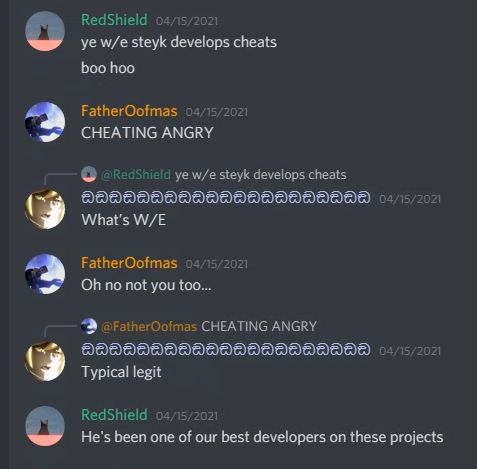 RedShield 04/15/2021
ye w/e steyk develops cheats
boo hoo
FatherOofmas 04/15/2021
CHEATING ANGRY
@RedShield ye w/e steyk develops cheats
04/15/2021
What's W/E
FatherOofmas 04/15/2021
Oh no not you too...
@FatherOofmas CHEATING ANGRY
04/15/2021
Typical legit
RedShield 04/15/2021
He's been one of our best developers on these projects